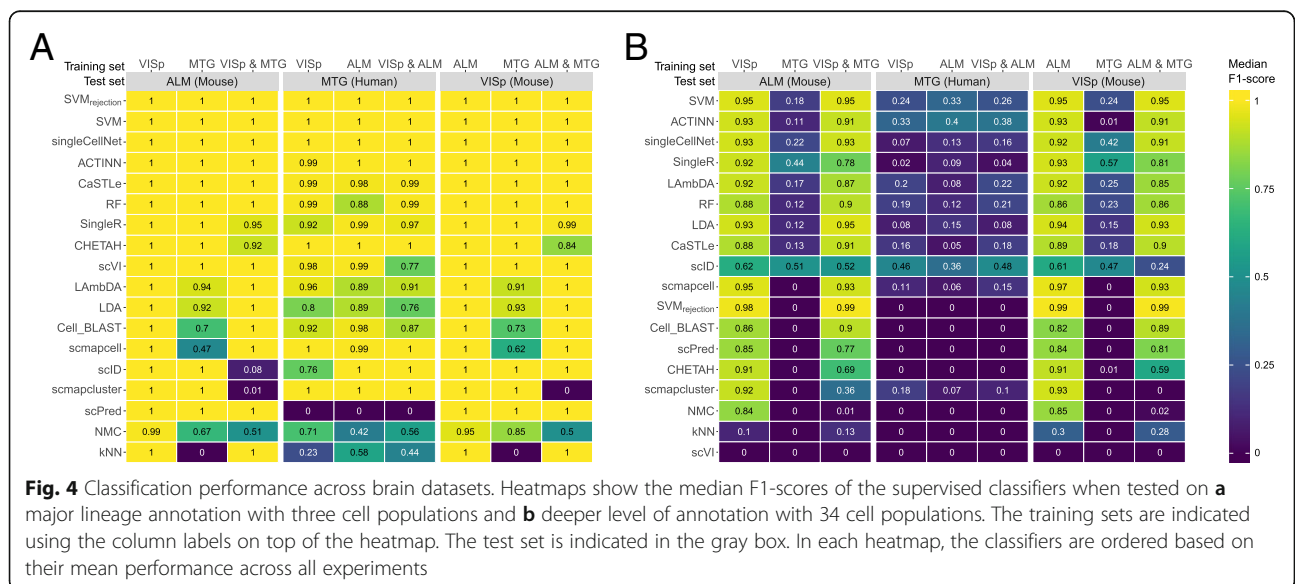 A
Training set VISp MTG VISp & MTG VISp ALM VISp & ALM ALM MTG ALM & MTG
Test set ALM (Mouse) MTG (Human) VISp (Mouse)
SVMrejection 1 1 1 1 1 1 1 1 1
SVM 1 1 1 1 1 1 1 1 1
singleCellNet 1 1 1 1 1 1 1 1 1
ACTINN 1 1 1 0.99 1 1 1 1 1
CaSTLe 1 1 1 0.99 0.98 0.99 1 1 1
RF 1 1 1 0.99 0.88 0.99 1 1 1
SingleR 1 1 0.95 0.92 0.99 0.97 1 1 0.99
CHETAH 1 1 0.92 1 1 1 1 1 0.84
scVI 1 1 1 0.98 0.99 0.77 1 1 1
LAmbDA 1 0.94 1 0.96 0.89 0.91 1 0.91 1
LDA 1 0.92 1 0.8 0.89 0.76 1 0.93 1
Cell_BLAST 1 0.7 1 0.92 0.98 0.87 1 0.73 1
scmapcell 1 0.47 1 1 0.99 1 1 0.62 1
scID 1 1 0.08 0.76 1 1 1 1 1
scmapcluster 1 1 0.01 1 1 1 1 1 0
scPred 1 1 1 0 0 0 1 1 1
NMC 0.99 0.67 0.51 0.71 0.42 0.56 0.95 0.85 0.5
kNN 1 0 1 0.23 0.58 0.44 1 0 1
B
Training set VISp MTG VISp & MTG VISp ALM VISp & ALM ALM MTG ALM & MTG
Test set ALM (Mouse) MTG (Human) VISp (Mouse)
SVM 0.95 0.18 0.95 0.24 0.33 0.26 0.95 0.24 0.95
ACTINN 0.93 0.11 0.91 0.33 0.4 0.38 0.93 0.01 0.91
singleCellNet 0.93 0.22 0.93 0.07 0.13 0.16 0.92 0.42 0.91
SingleR 0.92 0.44 0.78 0.02 0.09 0.04 0.93 0.57 0.81
LAmbDA 0.92 0.17 0.87 0.2 0.08 0.22 0.92 0.25 0.85
RF 0.88 0.12 0.9 0.19 0.12 0.21 0.86 0.23 0.86
LDA 0.93 0.12 0.95 0.08 0.15 0.08 0.94 0.15 0.93
CaSTLe 0.88 0.13 0.91 0.16 0.05 0.18 0.89 0.18 0.9
scID 0.62 0.51 0.52 0.46 0.36 0.48 0.61 0.47 0.24
scmapcell 0.95 0 0.93 0.11 0.06 0.15 0.97 0 0.93
SVMrejection 0.98 0 0.99 0 0 0 0.99 0 0.99
Cell_BLAST 0.86 0 0.9 0 0 0 0.82 0 0.89
scPred 0.85 0 0.77 0 0 0 0.84 0 0.81
CHETAH 0.91 0 0.69 0 0 0 0.91 0.01 0.59
scmapcluster 0.92 0 0.36 0.18 0.07 0.1 0.93 0 0
NMC 0.84 0 0.01 0 0 0 0.85 0 0.02
kNN 0.1 0 0.13 0 0 0 0.3 0 0.28
scVI 0 0 0 0 0 0 0 0 0
Median
F1-score
1
0.75
0.5
0.25
0
Fig. 4 Classification performance across brain datasets. Heatmaps show the median F1-scores of the supervised classifiers when tested on a
major lineage annotation with three cell populations and b deeper level of annotation with 34 cell populations. The training sets are indicated
using the column labels on top of the heatmap. The test set is indicated in the gray box. In each heatmap, the classifiers are ordered based on
their mean performance across all experiments